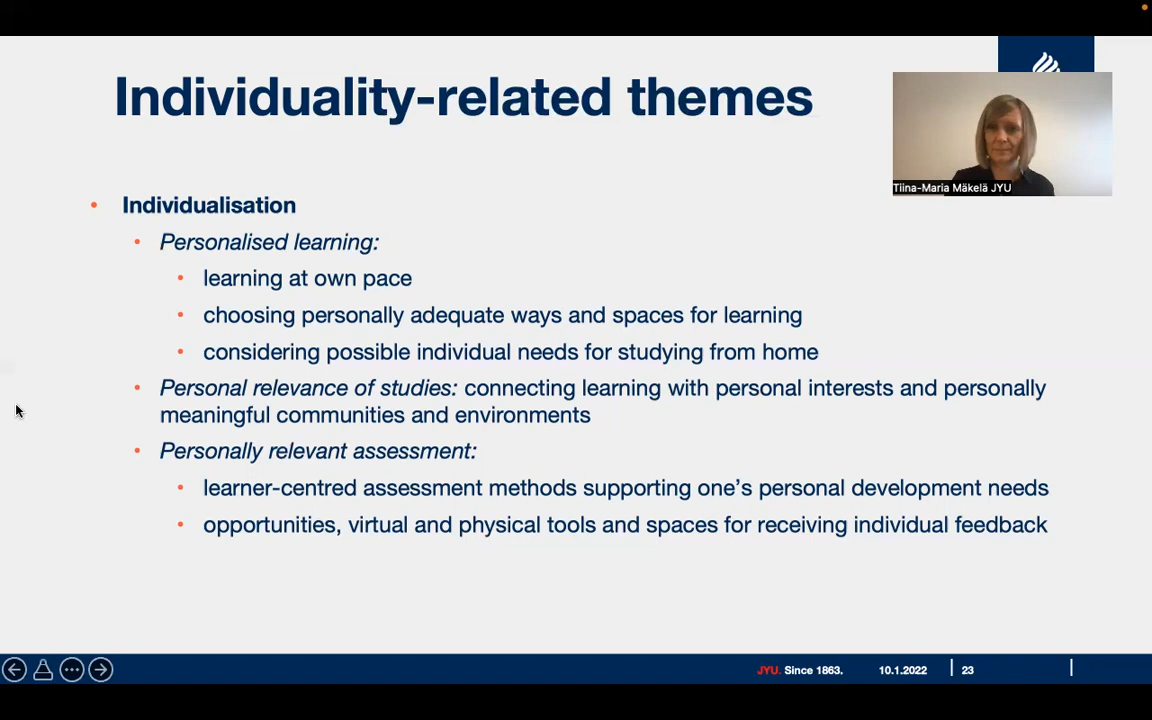 Individuality-related themes
Tiina-Maria Mäkelä JYU
• Individualisation
• Personalised learning:
• learning at own pace
• choosing personally adequate ways and spaces for learning
• considering possible individual needs for studying from home
• Personal relevance of studies: connecting learning with personal interests and personally
meaningful communities and environments
• Personally relevant assessment:
• learner-centred assessment methods supporting one’s personal development needs
• opportunities, virtual and physical tools and spaces for receiving individual feedback
JYU. Since 1863. 10.1.2022 23